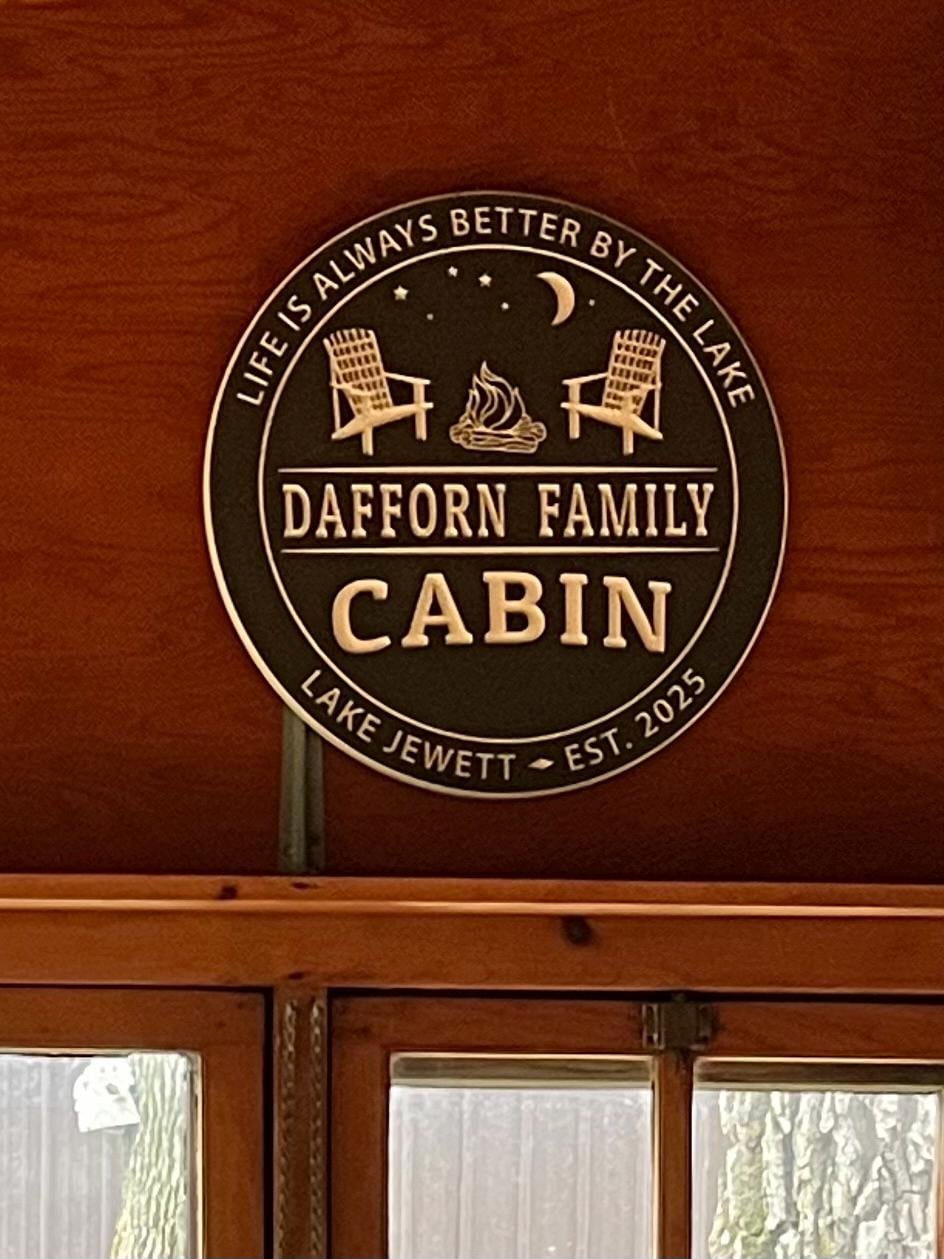 LIFE IS ALWAYS BETTER BY THE LAKE
DAFFORN FAMILY
CABIN
LAKE JEWETT ⬧ EST. 2025